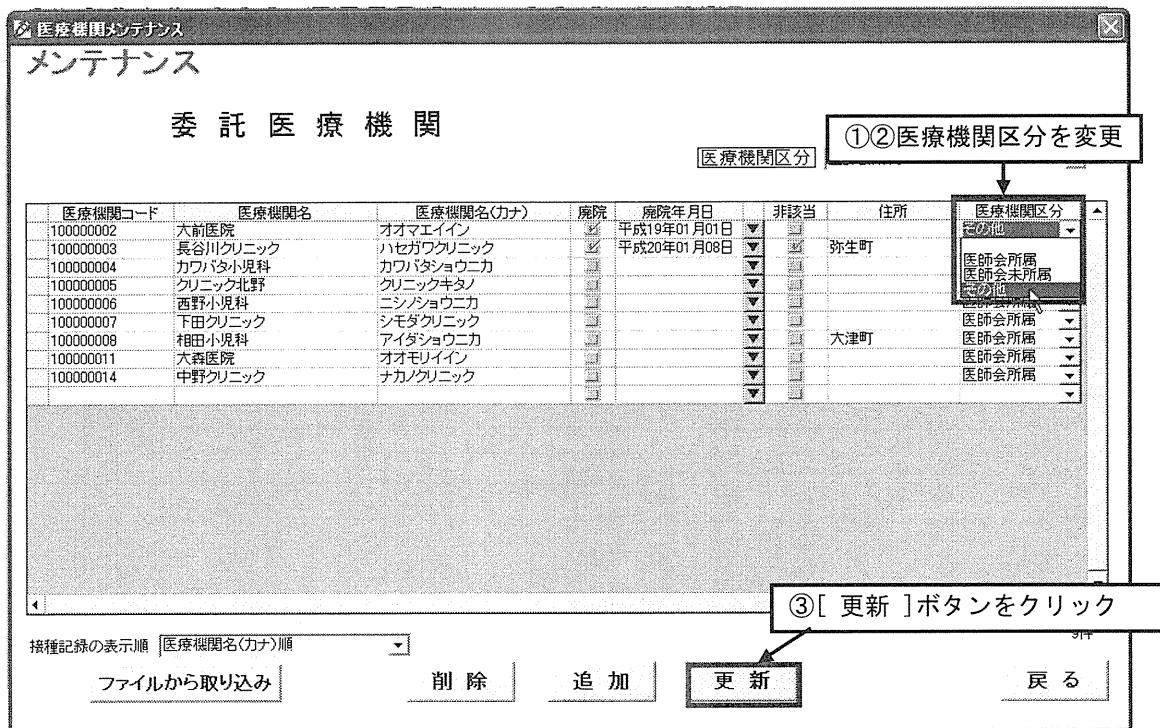 医療機関メンテナンス
メンテナンス
委託医療機関
①②医療機関区分を変更
医療機関区分
医療機関コード 医療機関名 医療機関名(カナ) 廃院 廃院年月日 非該当 住所 医療機関区分
100000002 大前医院 オオマエイイン 平成19年01月01日 その他
100000003 長谷川クリニック ハセガワクリニック 平成20年01月08日 弥生町
100000004 カワバタ小児科 カワバタショウニカ 医師会所属
100000005 クリニック北野 クリニックキタノ 医師会未所属
その他
100000006 西野小児科 ニシノショウニカ 医師会所属
100000007 下田クリニック シモダクリニック 医師会所属
100000008 相田小児科 アイダショウニカ 大津町 医師会所属
100000011 大森医院 オオモリイイン 医師会所属
100000014 中野クリニック ナカノクリニック 医師会所属
③[ 更新 ]ボタンをクリック
9件
接種記録の表示順 医療機関名(カナ)順
ファイルから取り込み 削除 追加 更新 戻る